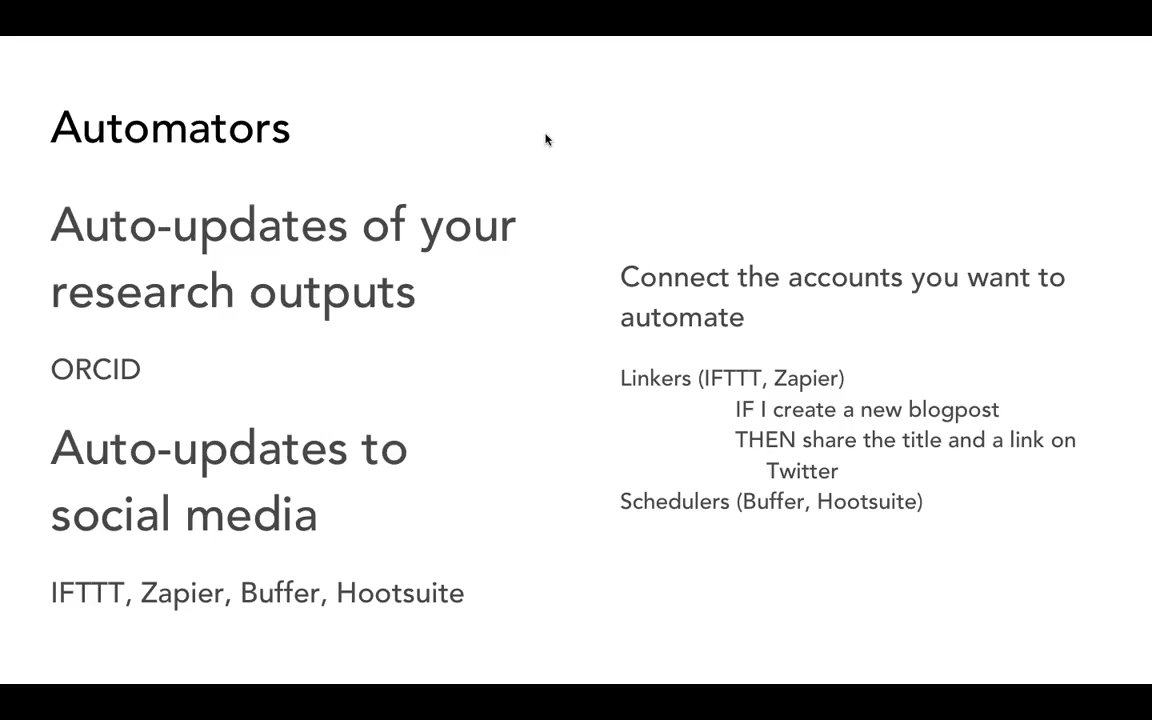 Automators
Auto-updates of your
research outputs
ORCID
Auto-updates to
social media
IFTTT, Zapier, Buffer, Hootsuite
Connect the accounts you want to
automate
Linkers (IFTTT, Zapier)
IF I create a new blogpost
THEN share the title and a link on
Twitter
Schedulers (Buffer, Hootsuite)